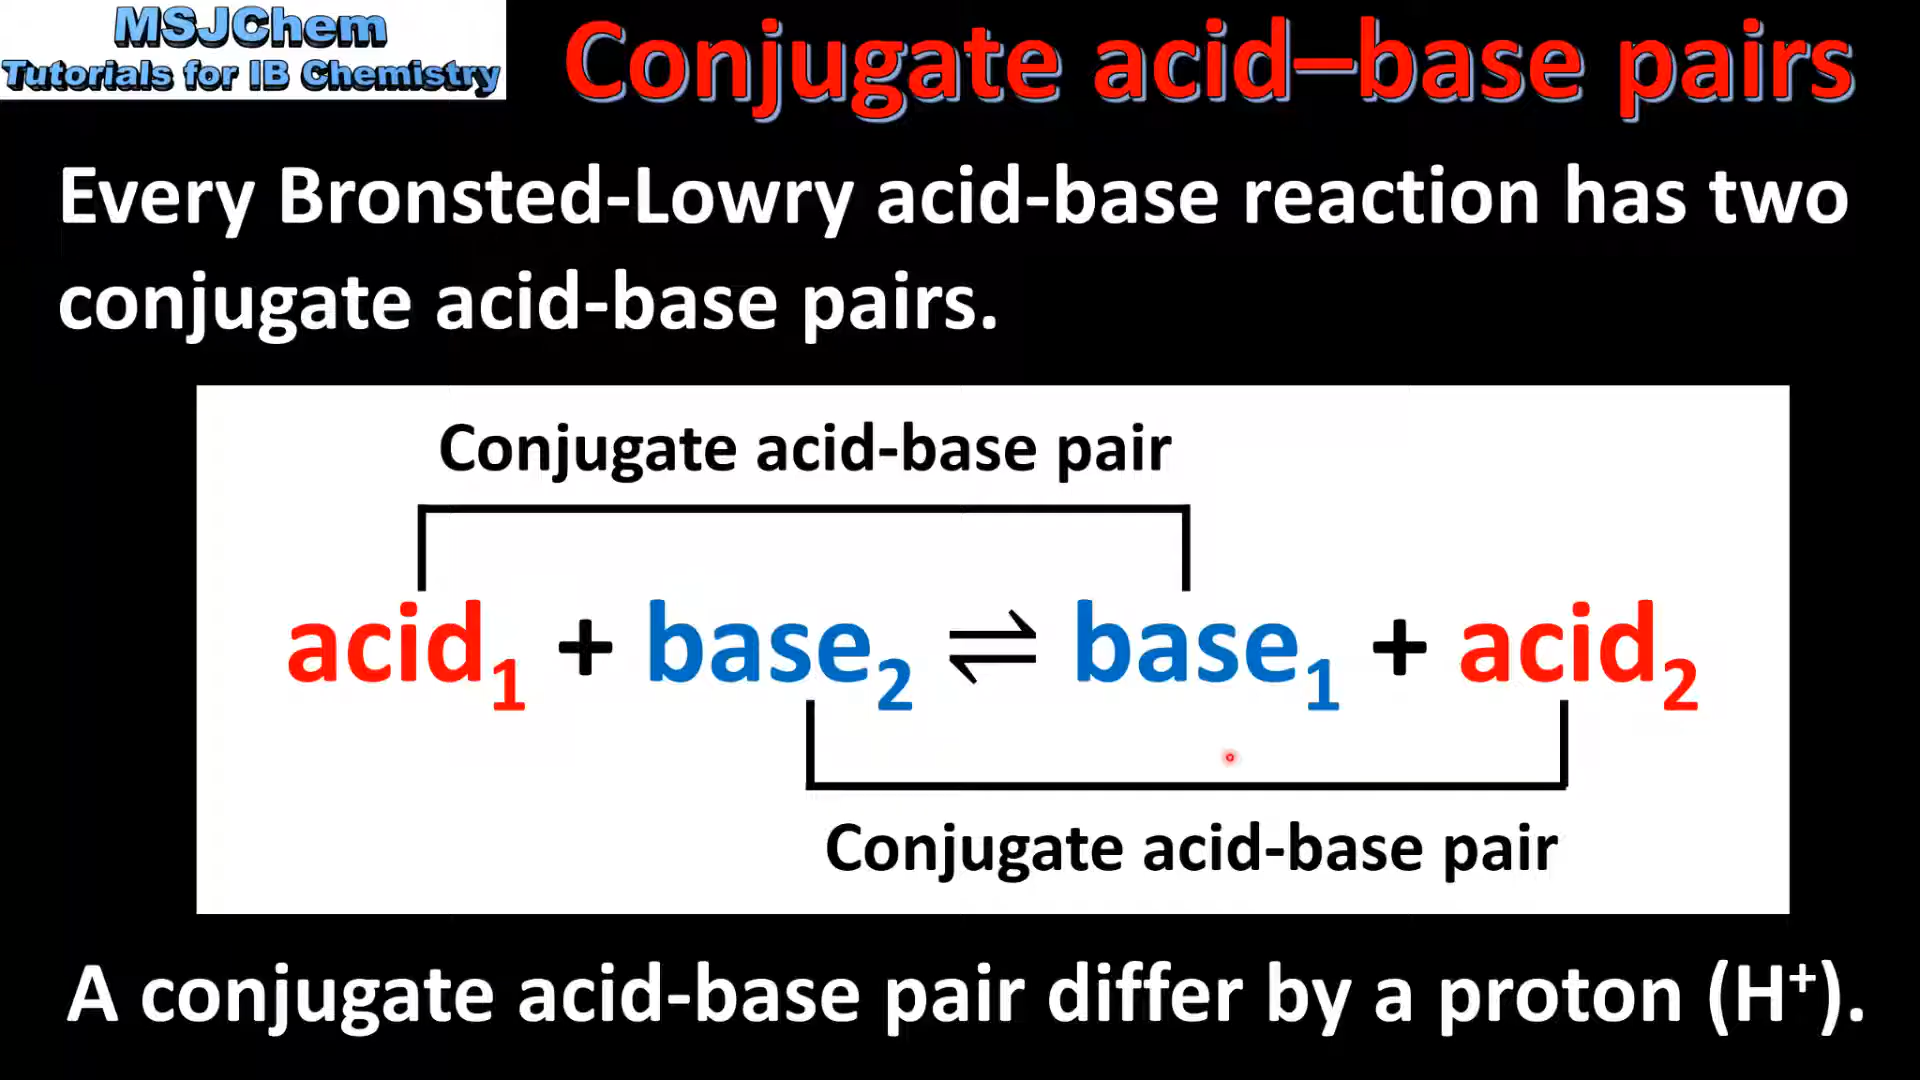 MSJChem
Tutorials for IB Chemistry
Conjugate acid–base pairs
Every Bronsted-Lowry acid-base reaction has two
conjugate acid-base pairs.
Conjugate acid-base pair
acid₁ + base₂ ⇌ base₁ + acid₂
Conjugate acid-base pair
A conjugate acid-base pair differ by a proton (H⁺).